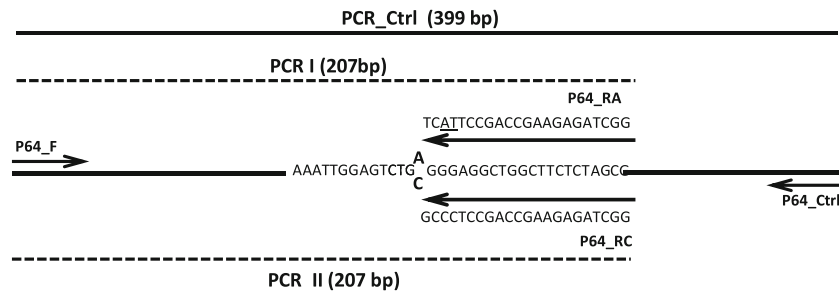 PCR_Ctrl (399 bp)
PCR I (207bp)
P64_RA
TCATTCCGACCGAAGAGATCGG
P64_F
A
AAATTGGAGTCTG GGGAGGCTGGCTTCTCTAGCC
C
P64_Ctrl
GCCCTCCGACCGAAGAGATCGG
P64_RC
PCR II (207 bp)